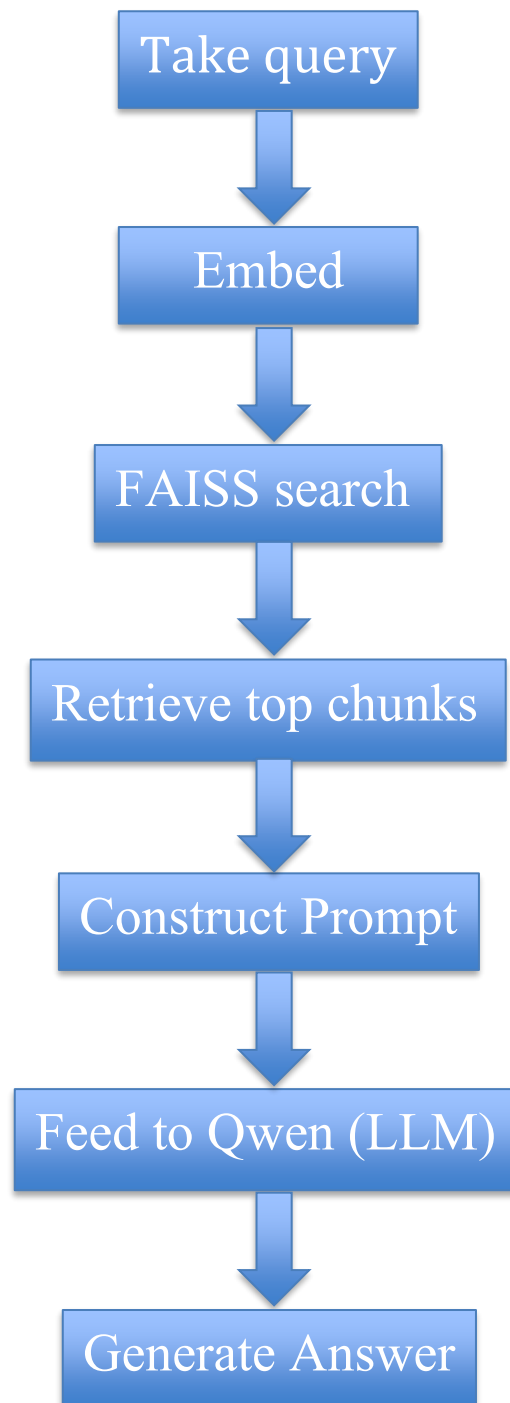 Take query
Embed
FAISS search
Retrieve top chunks
Construct Prompt
Feed to Qwen (LLM)
Generate Answer